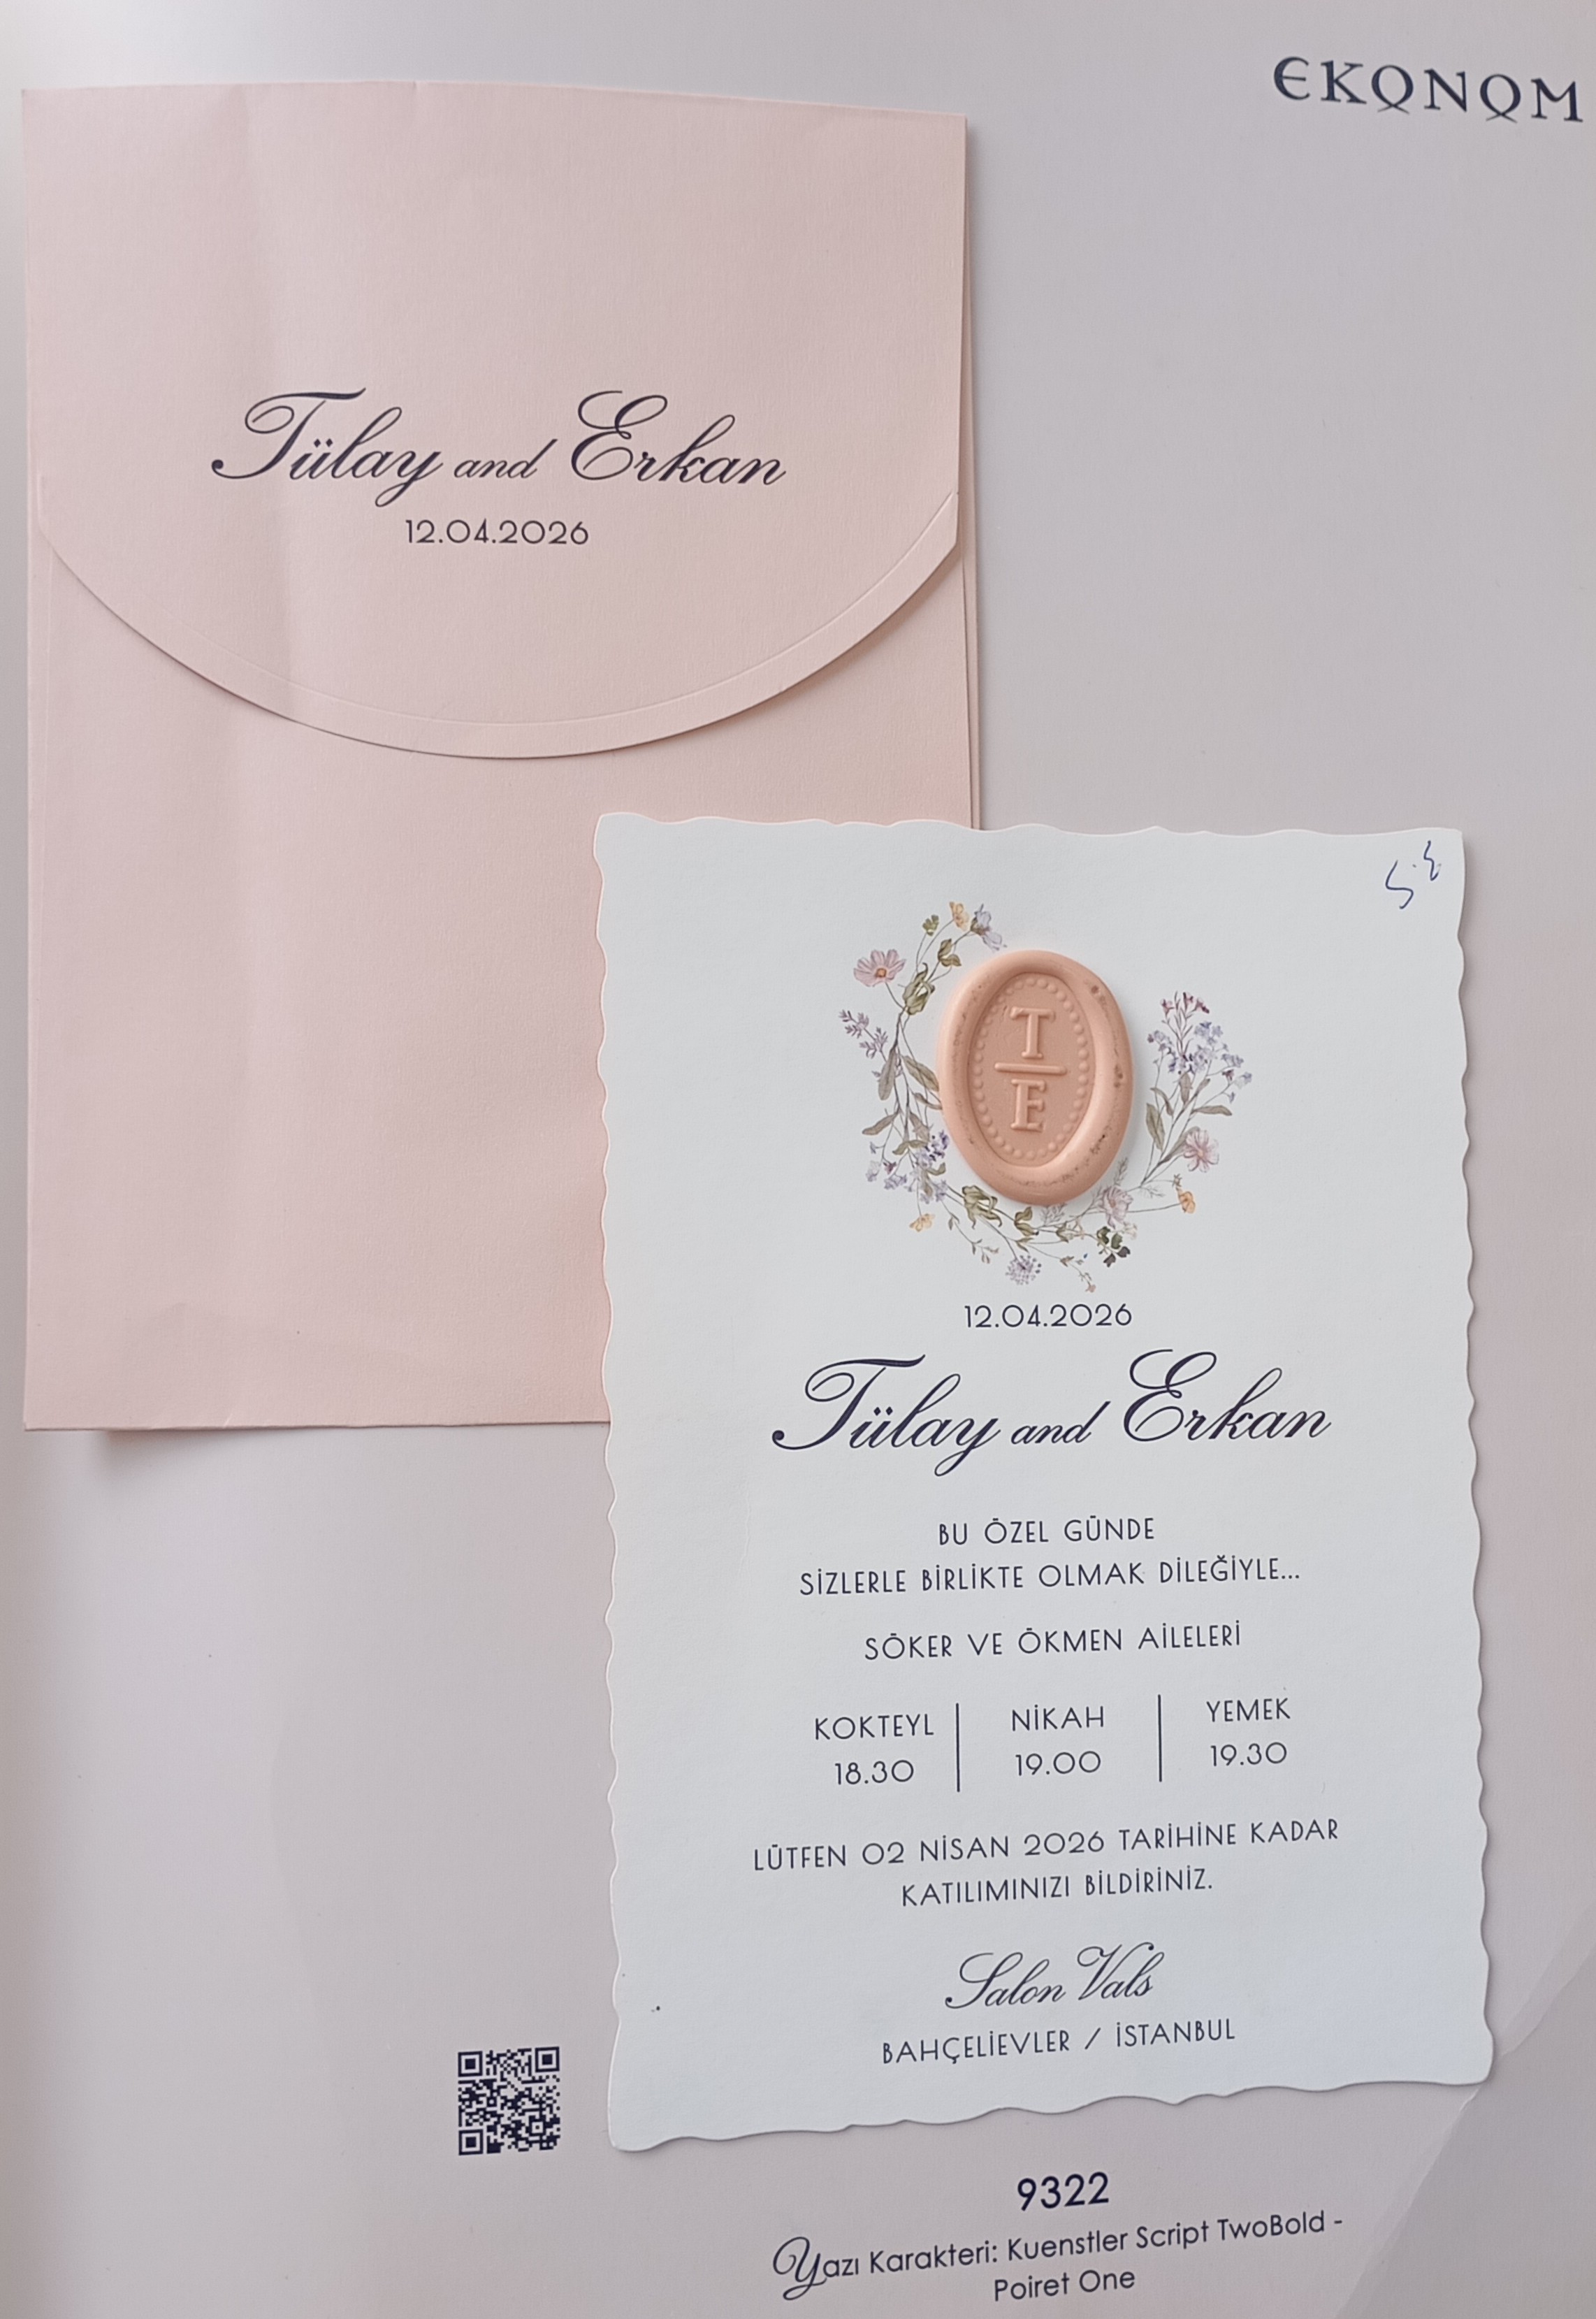 EKONOM
Tülay and Erkan
12.04.2026
T
E
12.04.2026
Tülay and Erkan
BU ÖZEL GÜNDE
SİZLERLE BİRLİKTE OLMAK DİLEĞİYLE...
SÖKER VE ÖKMEN AİLELERİ
KOKTEYL NİKAH YEMEK
18.30 19.00 19.30
LÜTFEN 02 NİSAN 2026 TARİHİNE KADAR
KATILIMINIZI BİLDİRİNİZ.
Salon Vals
BAHÇELİEVLER / İSTANBUL
9322
Yazı Karakteri: Kuenstler Script TwoBold -
Poiret One